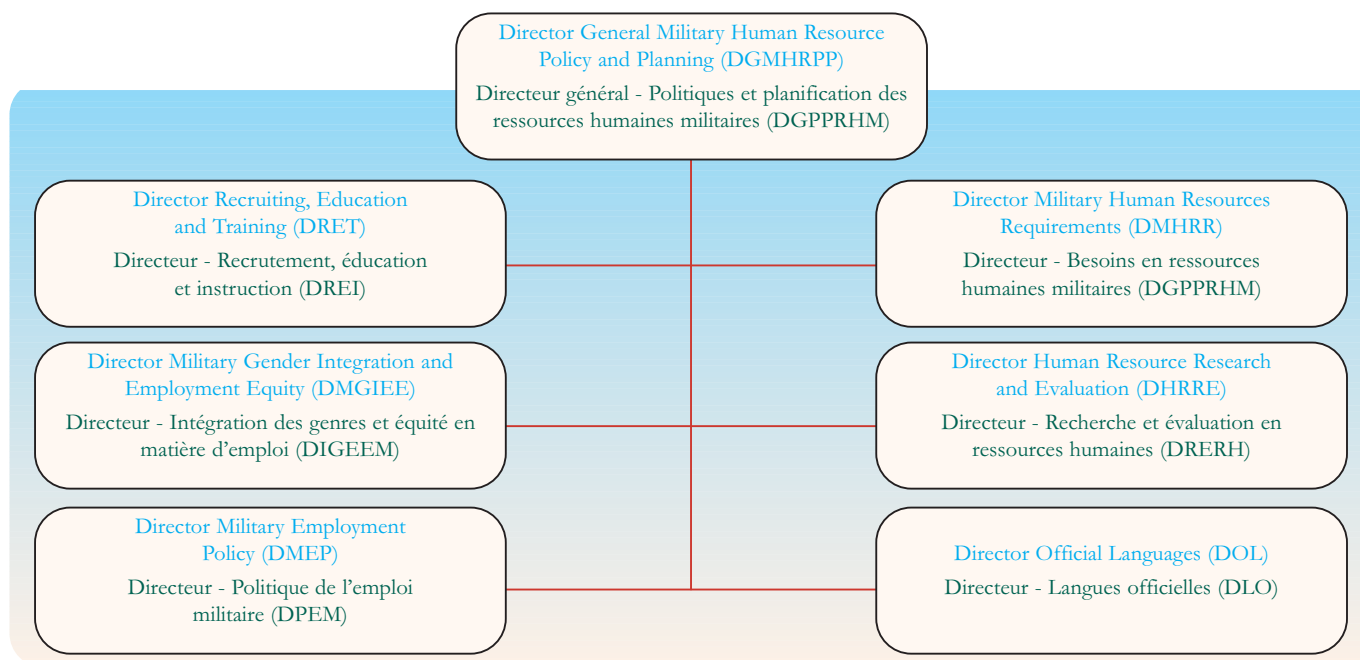 Director General Military Human Resource
Policy and Planning (DGMHRPP)
Directeur général - Politiques et planification des
ressources humaines militaires (DGPPRHM)
Director Recruiting, Education
and Training (DRET)
Directeur - Recrutement, éducation
et instruction (DREI)
Director Military Human Resources
Requirements (DMHRR)
Directeur - Besoins en ressources
humaines militaires (DGPPRHM)
Director Military Gender Integration and
Employment Equity (DMGIEE)
Directeur - Intégration des genres et équité en
matière d’emploi (DIGEEM)
Director Human Resource Research
and Evaluation (DHRRE)
Directeur - Recherche et évaluation en
ressources humaines (DRERH)
Director Military Employment
Policy (DMEP)
Directeur - Politique de l’emploi
militaire (DPEM)
Director Official Languages (DOL)
Directeur - Langues officielles (DLO)